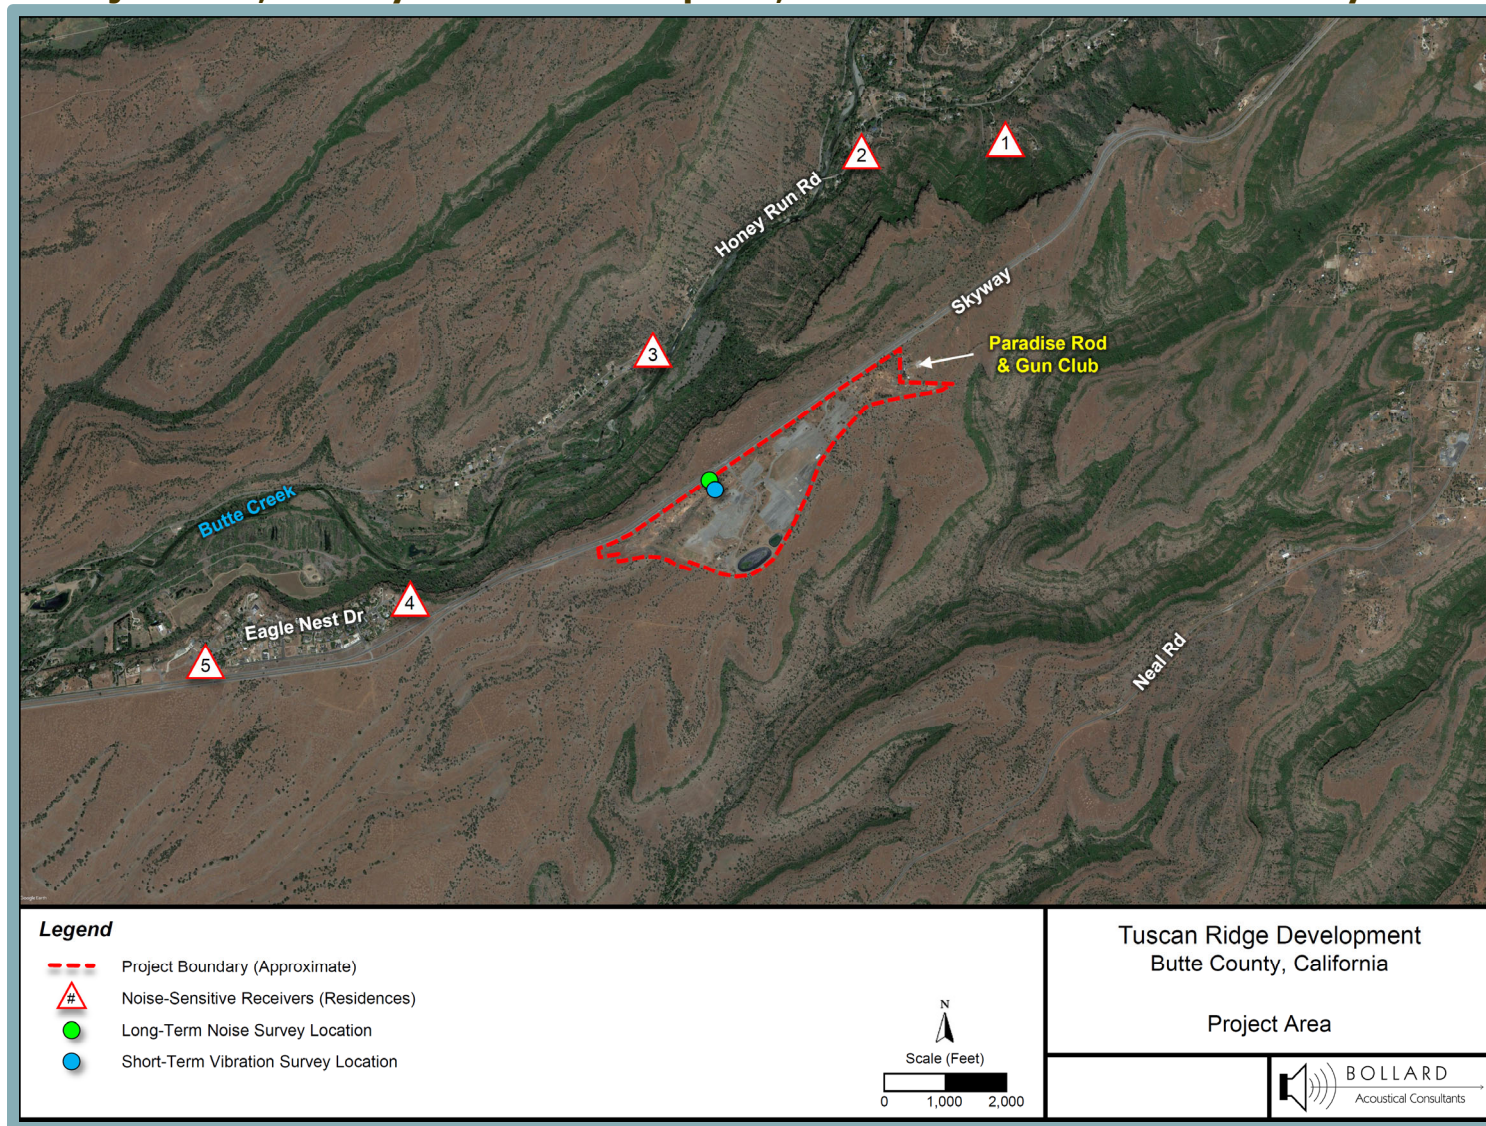 1
2
Honey Run Rd
Skyway
Paradise Rod
& Gun Club
3
Butte Creek
4
Eagle Nest Dr
5
Neal Rd
Google Earth
Legend
Project Boundary (Approximate)
#
Noise-Sensitive Receivers (Residences)
Long-Term Noise Survey Location
Short-Term Vibration Survey Location
N
Scale (Feet)
0 1,000 2,000
Tuscan Ridge Development
Butte County, California
Project Area
BOLLARD
Acoustical Consultants